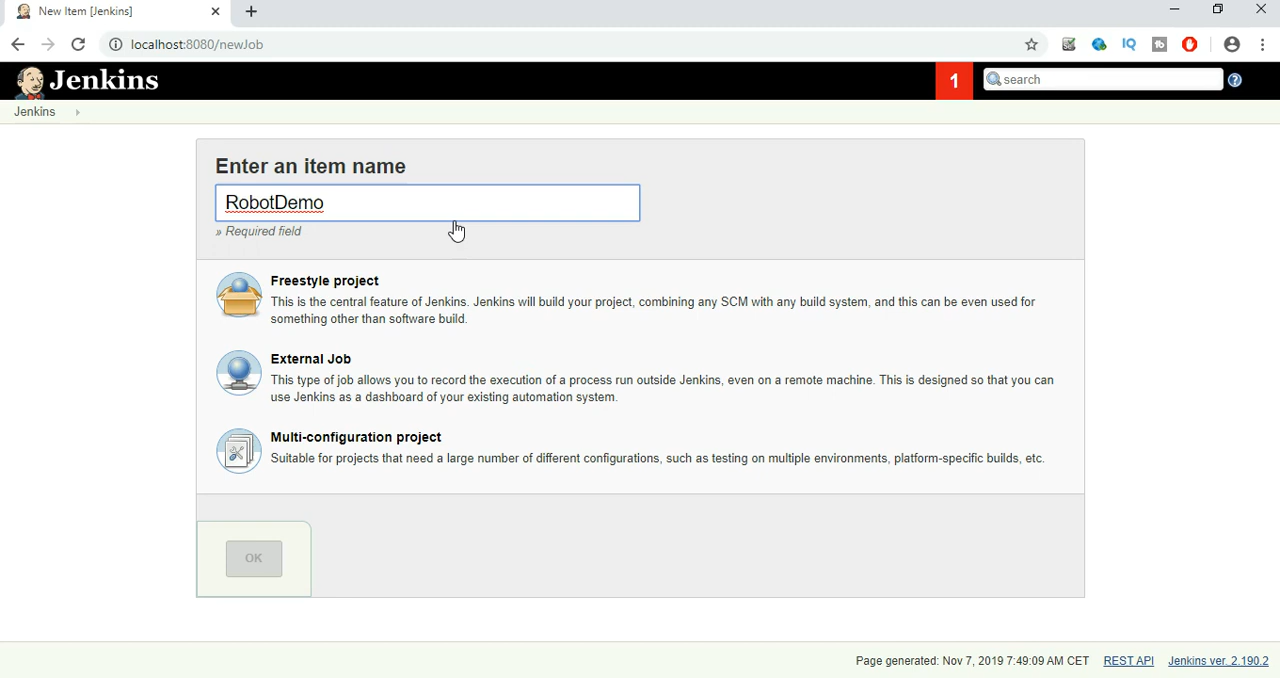 New Item [Jenkins]
localhost:8080/newJob
IQ
Jenkins
1
search
Jenkins
Enter an item name
RobotDemo
» Required field
Freestyle project
This is the central feature of Jenkins. Jenkins will build your project, combining any SCM with any build system, and this can be even used for
something other than software build.
External Job
This type of job allows you to record the execution of a process run outside Jenkins, even on a remote machine. This is designed so that you can
use Jenkins as a dashboard of your existing automation system.
Multi-configuration project
Suitable for projects that need a large number of different configurations, such as testing on multiple environments, platform-specific builds, etc.
OK
Page generated: Nov 7, 2019 7:49:09 AM CET REST API Jenkins ver. 2.190.2